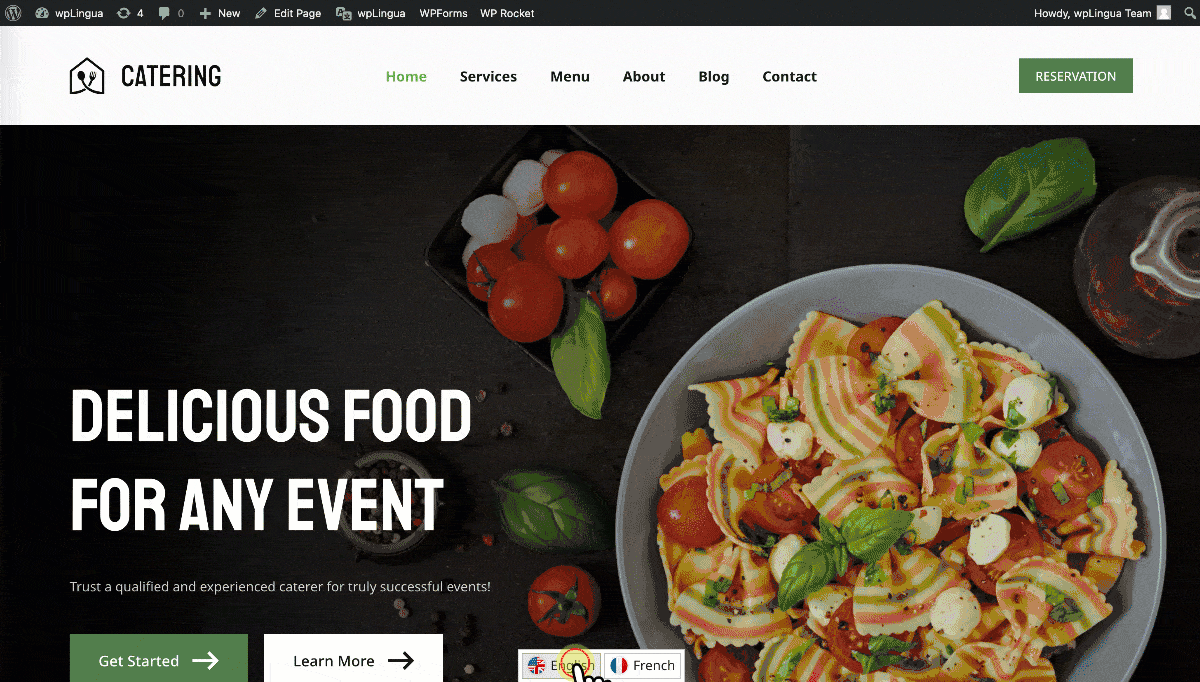 wpLingua 4 0 New Edit Page wpLingua WPForms WP Rocket Howdy, wpLingua Team
CATERING Home Services Menu About Blog Contact RESERVATION
DELICIOUS FOOD
FOR ANY EVENT
Trust a qualified and experienced caterer for truly successful events!
Get Started Learn More
English French